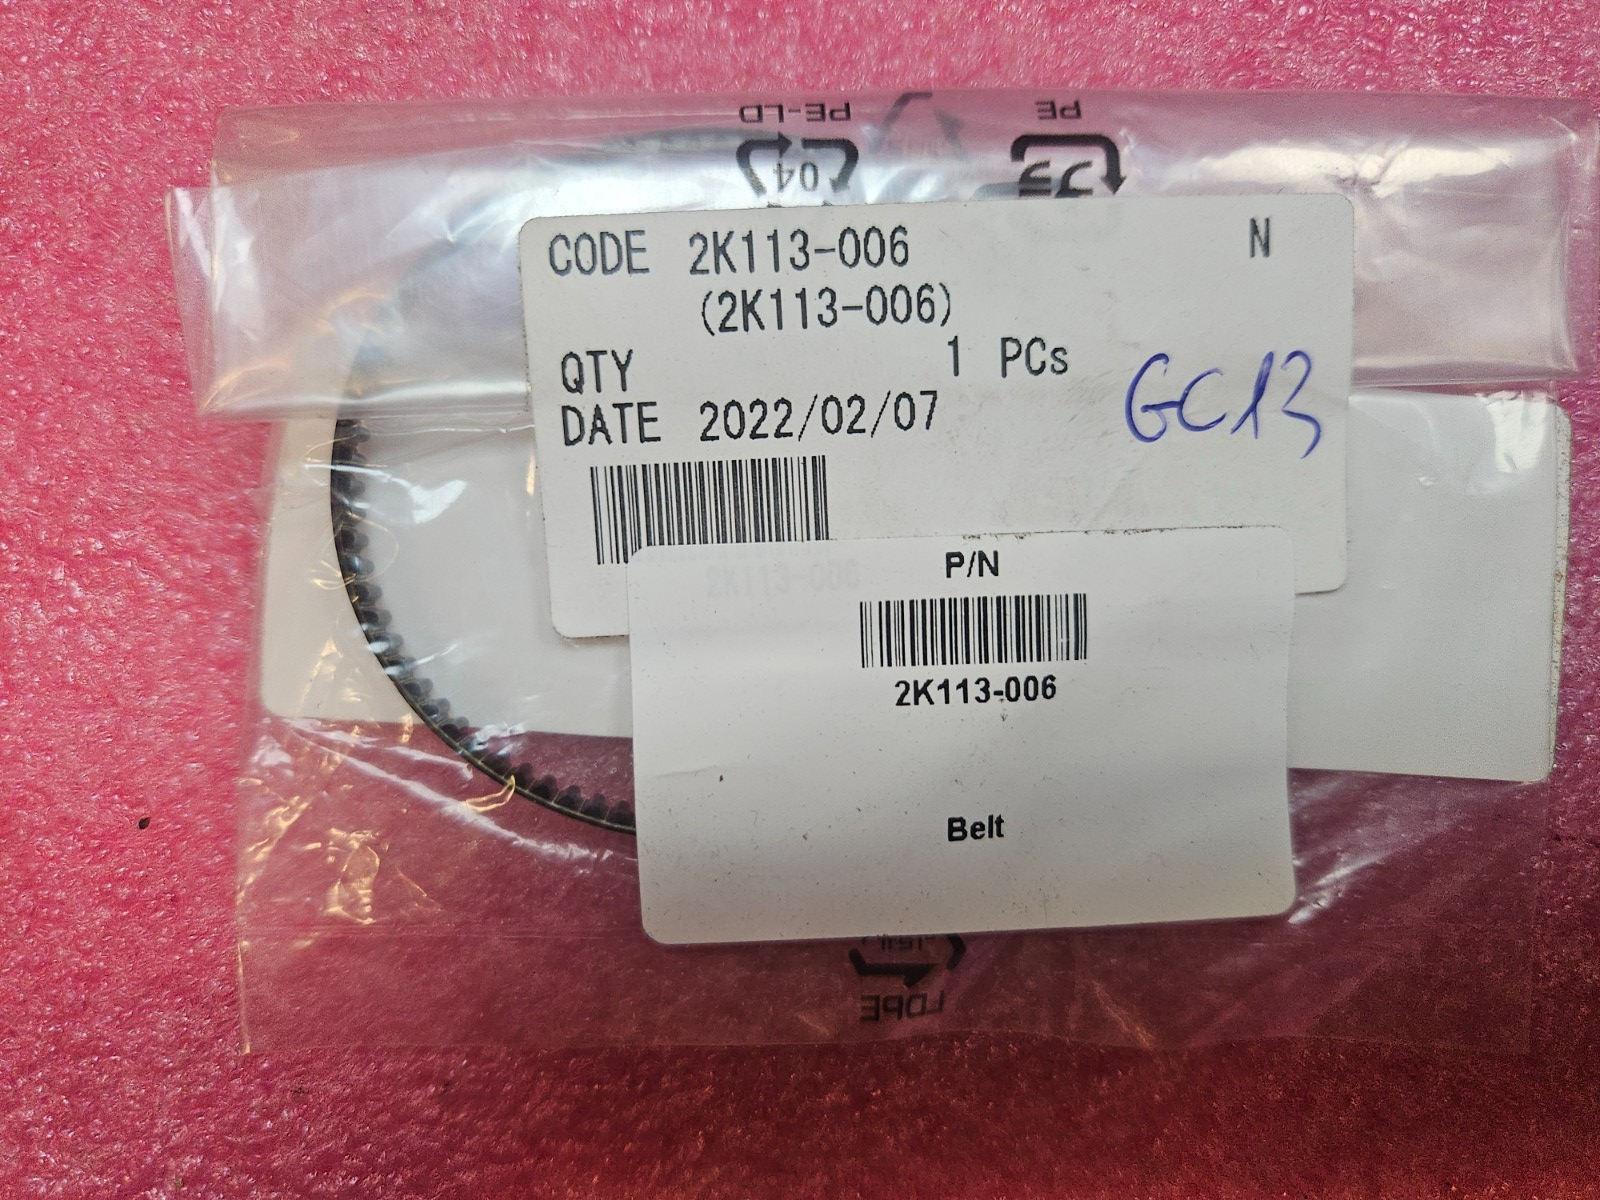 PE-LD
PE
04
CODE 2K113-006 N
(2K113-006)
QTY 1 PCs
DATE 2022/02/07
GC13
2K113-006
P/N
2K113-006
Belt
LDPE